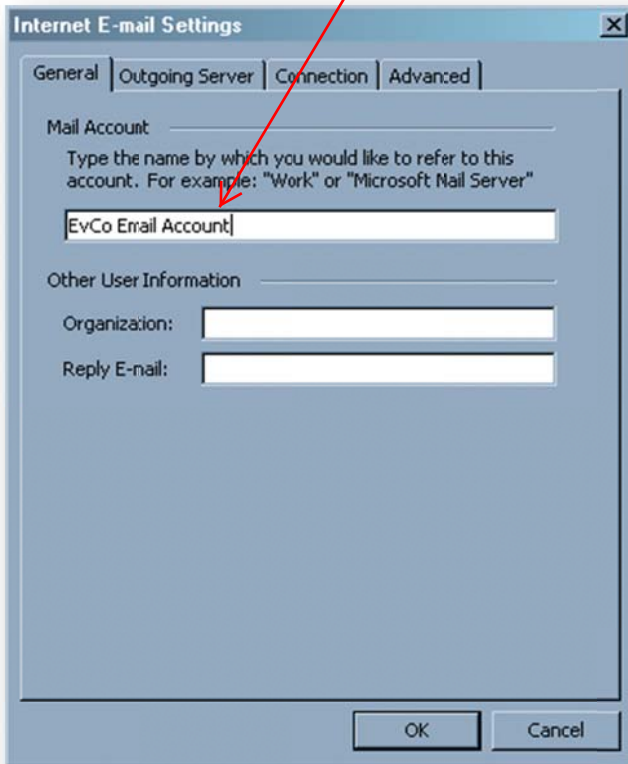 Internet E-mail Settings
General Outgoing Server Connection Advanced
Mail Account
Type the name by which you would like to refer to this
account. For example: "Work" or "Microsoft Mail Server"
EvCo Email Account
Other User Information
Organization:
Reply E-mail:
OK Cancel